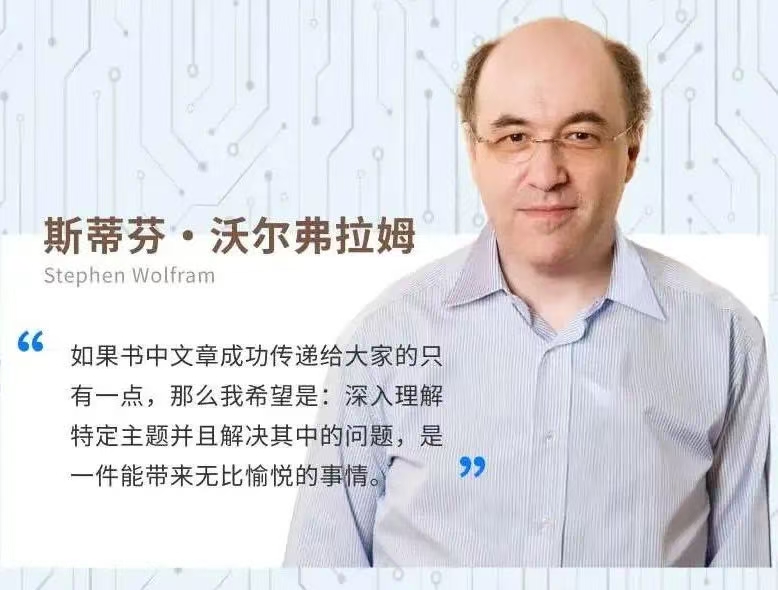 斯蒂芬·沃尔弗拉姆
Stephen Wolfram
“
如果书中文章成功传递给大家的只
有一点，那么我希望是：深入理解
特定主题并且解决其中的问题，是
一件能带来无比愉悦的事情。
”